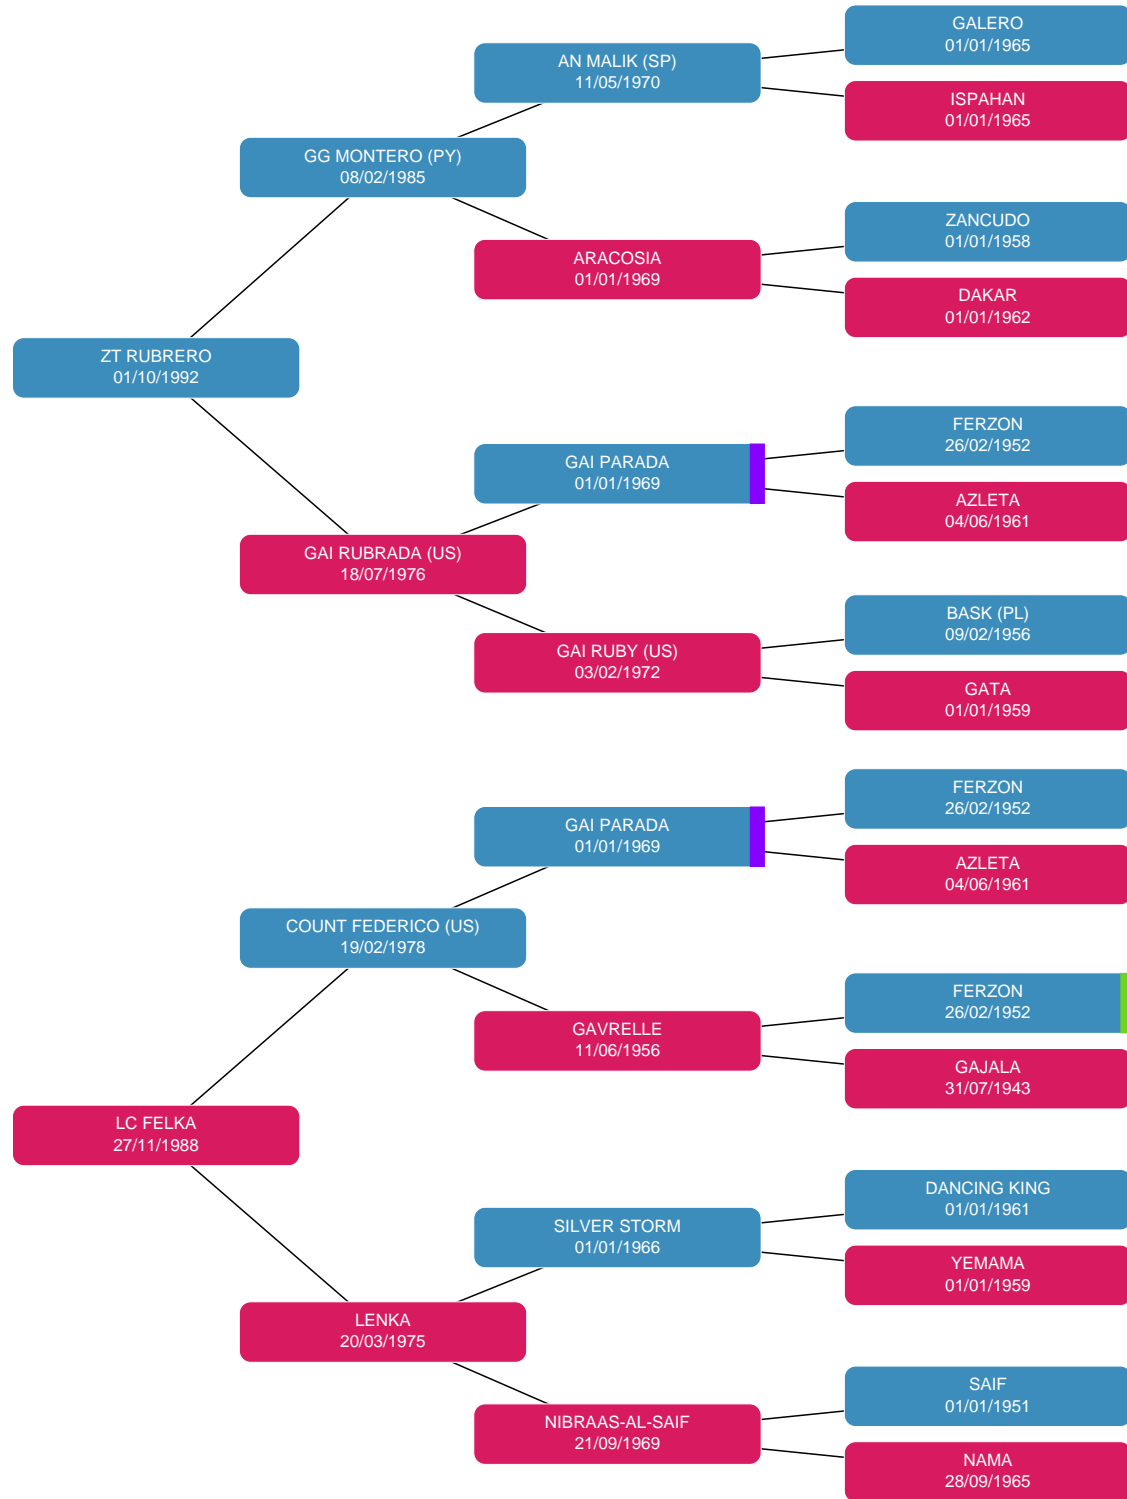 GALERO
01/01/1965
AN MALIK (SP)
11/05/1970
ISPAHAN
01/01/1965
GG MONTERO (PY)
08/02/1985
ZANCUDO
01/01/1958
ARACOSIA
01/01/1969
DAKAR
01/01/1962
ZT RUBRERO
01/10/1992
FERZON
26/02/1952
GAI PARADA
01/01/1969
AZLETA
04/06/1961
GAI RUBRADA (US)
18/07/1976
BASK (PL)
09/02/1956
GAI RUBY (US)
03/02/1972
GATA
01/01/1959
FERZON
26/02/1952
GAI PARADA
01/01/1969
AZLETA
04/06/1961
COUNT FEDERICO (US)
19/02/1978
FERZON
26/02/1952
GAVRELLE
11/06/1956
GAJALA
31/07/1943
LC FELKA
27/11/1988
DANCING KING
01/01/1961
SILVER STORM
01/01/1966
YEMAMA
01/01/1959
LENKA
20/03/1975
SAIF
01/01/1951
NIBRAAS-AL-SAIF
21/09/1969
NAMA
28/09/1965